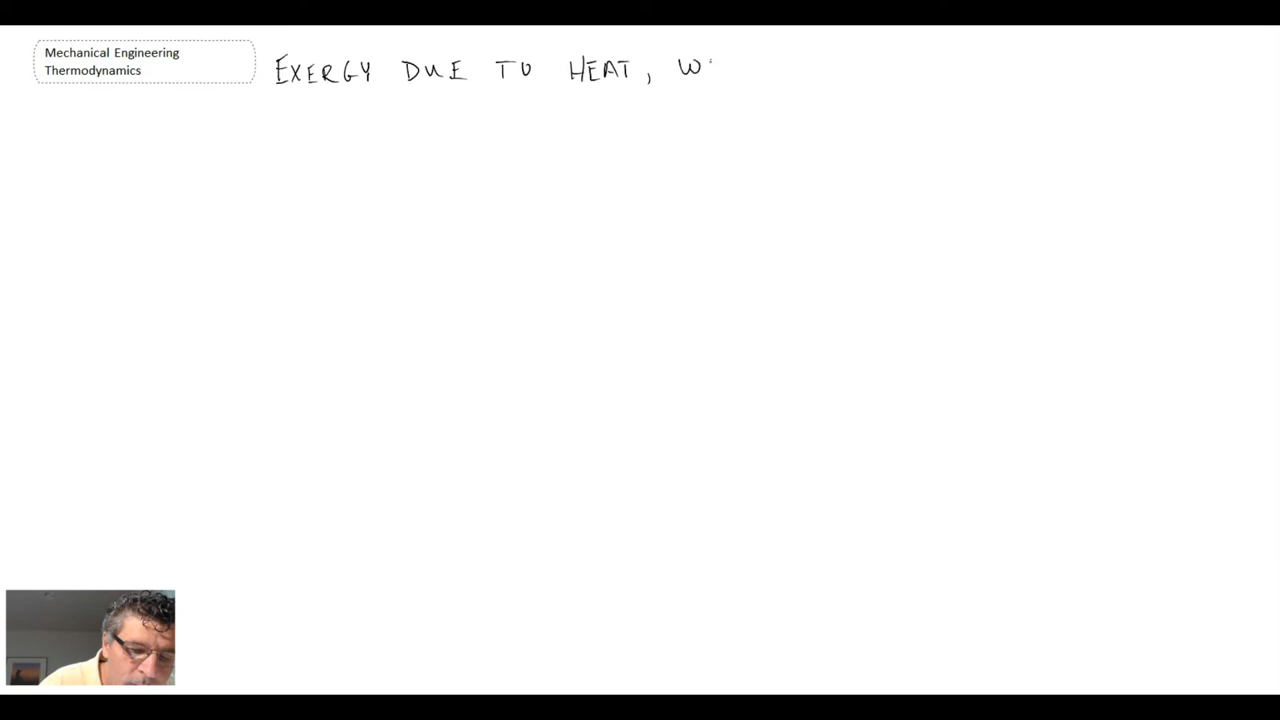 Mechanical Engineering
Thermodynamics
EXERGY DUE TO HEAT, W